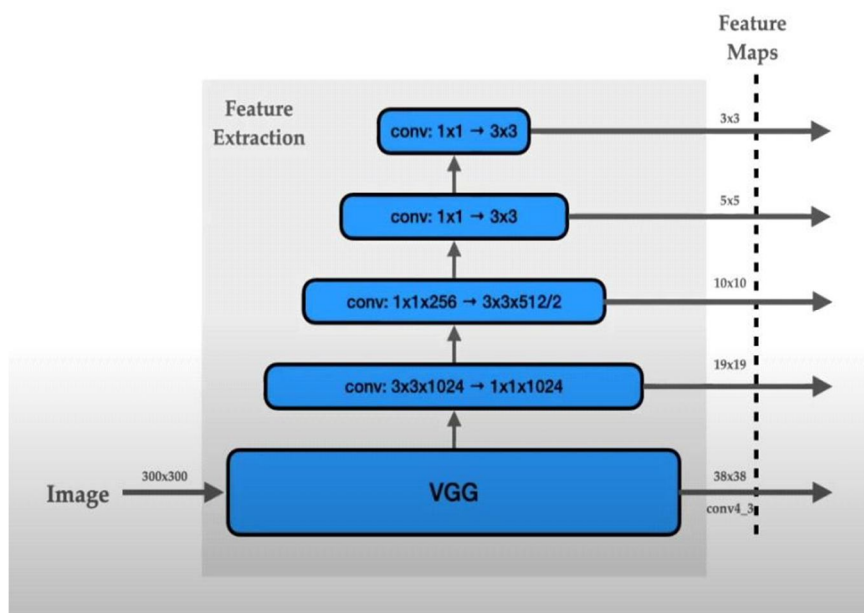 Feature
Maps
Feature
Extraction
conv: 1x1 → 3x3
3x3
conv: 1x1 → 3x3
5x5
conv: 1x1x256 → 3x3x512/2
10x10
conv: 3x3x1024 → 1x1x1024
19x19
Image
300x300
VGG
38x38
conv4_3